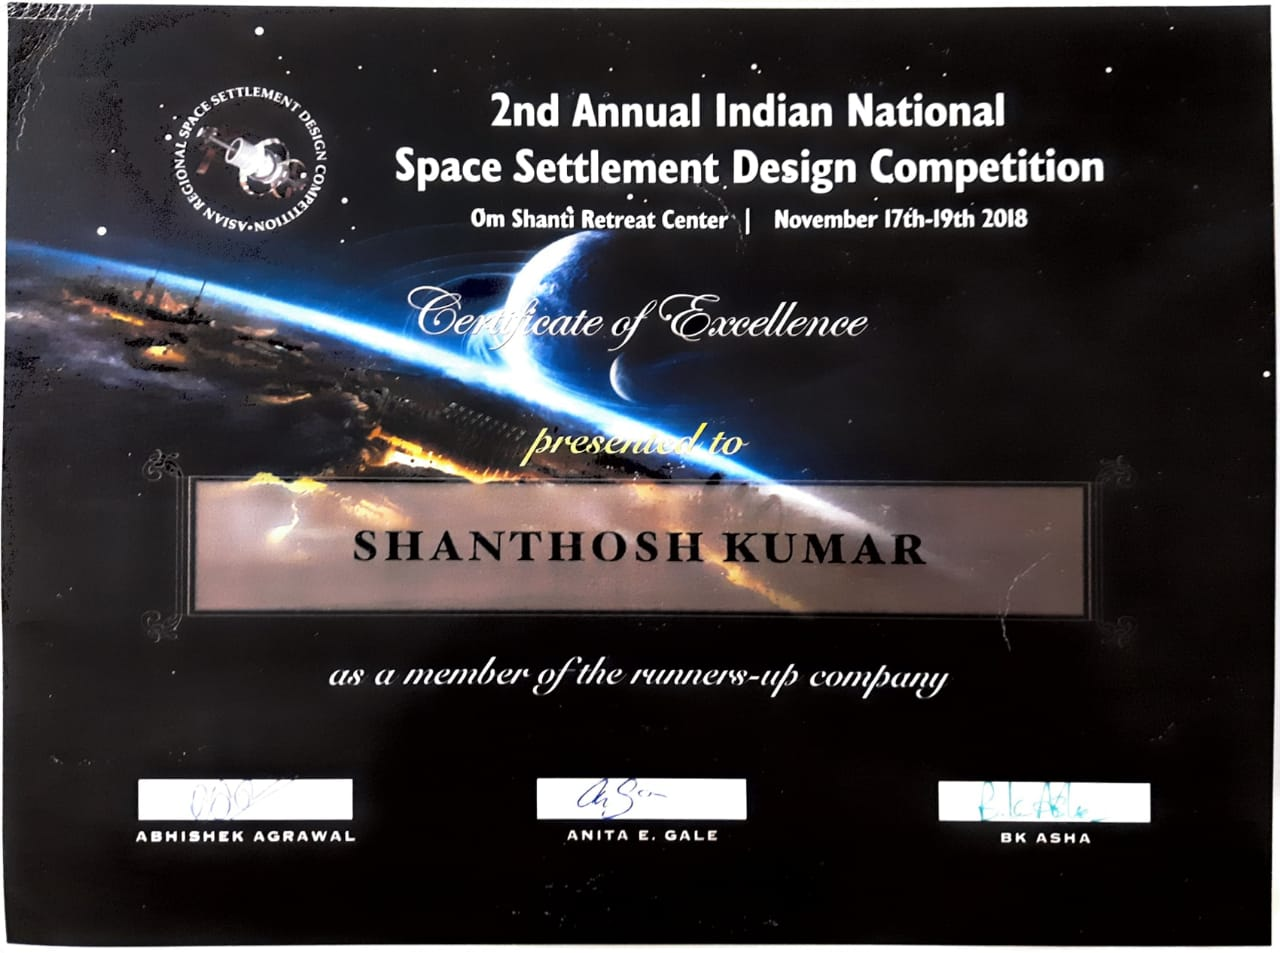 ASIAN REGIONAL SPACE SETTLEMENT DESIGN COMPETITION
2nd Annual Indian National
Space Settlement Design Competition
Om Shanti Retreat Center | November 17th-19th 2018
Certificate of Excellence
presented to
SHANTHOSH KUMAR
as a member of the runners-up company
B.K Asha
ABHISHEK AGRAWAL
ANITA E. GALE
BK ASHA